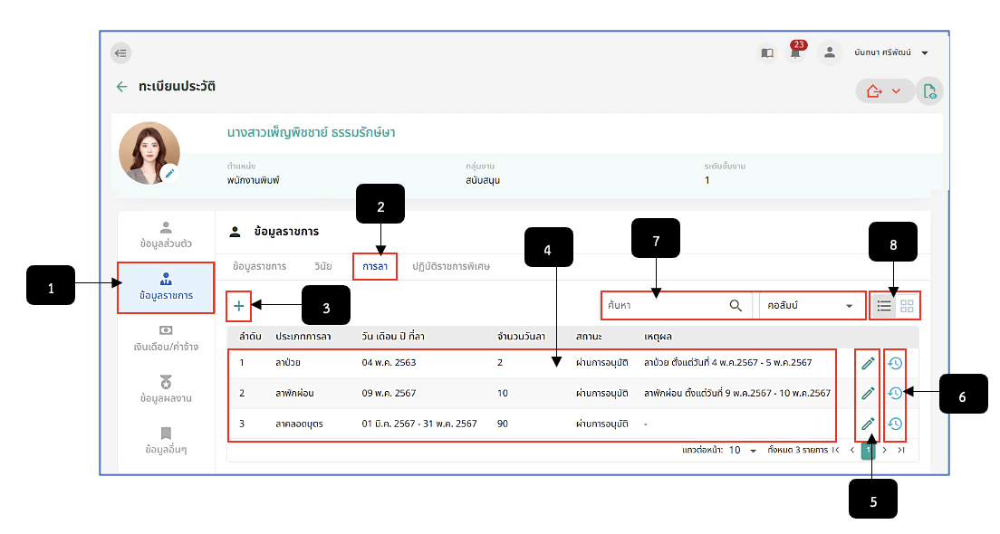 23
นันทนา ศรีพัฒน์
ทะเบียนประวัติ
นางสาวเพ็ญพิชชาย์ ธรรมรักษ์ษา
ตำแหน่ง กลุ่มงาน ระดับชั้นงาน
พนักงานพิมพ์ สนับสนุน 1
2
ข้อมูลส่วนตัว
ข้อมูลราชการ
4
7
8
1
ข้อมูลราชการ
ข้อมูลราชการ วินัย การลา ปฏิบัติราชการพิเศษ
3
ค้นหา คอลัมน์
เงินเดือน/ค่าจ้าง
ข้อมูลผลงาน
ข้อมูลอื่นๆ
ลำดับ ประเภทการลา วัน เดือน ปี ที่ลา จำนวนวันลา สถานะ เหตุผล
1 ลาป่วย 04 พ.ค. 2563 2 ผ่านการอนุมัติ ลาป่วย ตั้งแต่วันที่ 4 พ.ค.2567 - 5 พ.ค.2567
2 ลาพักผ่อน 09 พ.ค. 2567 10 ผ่านการอนุมัติ ลาพักผ่อน ตั้งแต่วันที่ 9 พ.ค.2567 - 10 พ.ค.2567
6
3 ลาคลอดบุตร 01 มี.ค. 2567 - 31 พ.ค. 2567 90 ผ่านการอนุมัติ -
แถวต่อหน้า: 10 ทั้งหมด 3 รายการ 1
5